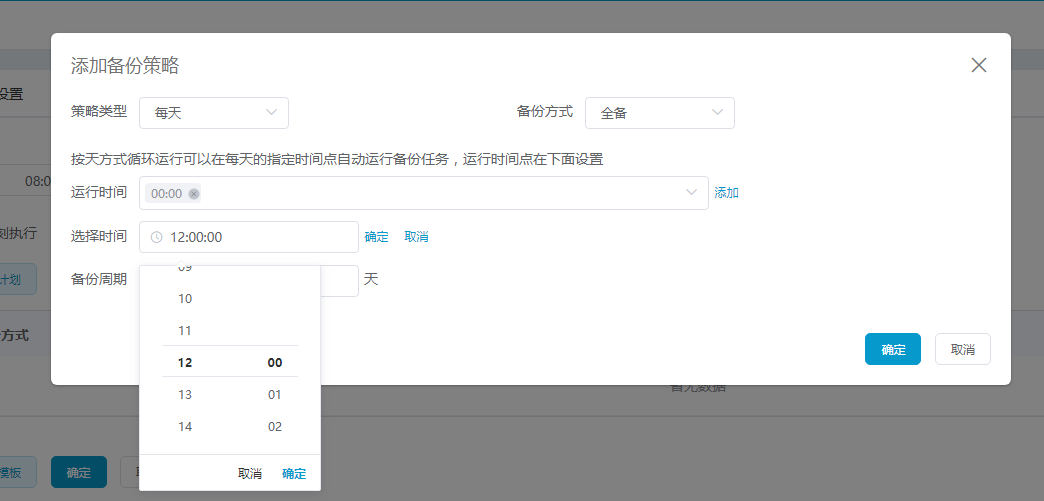 添加备份策略
设置
策略类型 每天 备份方式 全备
按天方式循环运行可以在每天的指定时间点自动运行备份任务，运行时间点在下面设置
08:0 运行时间 00:00 添加
刻执行 选择时间 12:00:00 确定 取消
计划 备份周期 天
09
10
11
方式
12 00
确定 取消
13 01
暂无数据
14 02
模板 确定
取消 确定